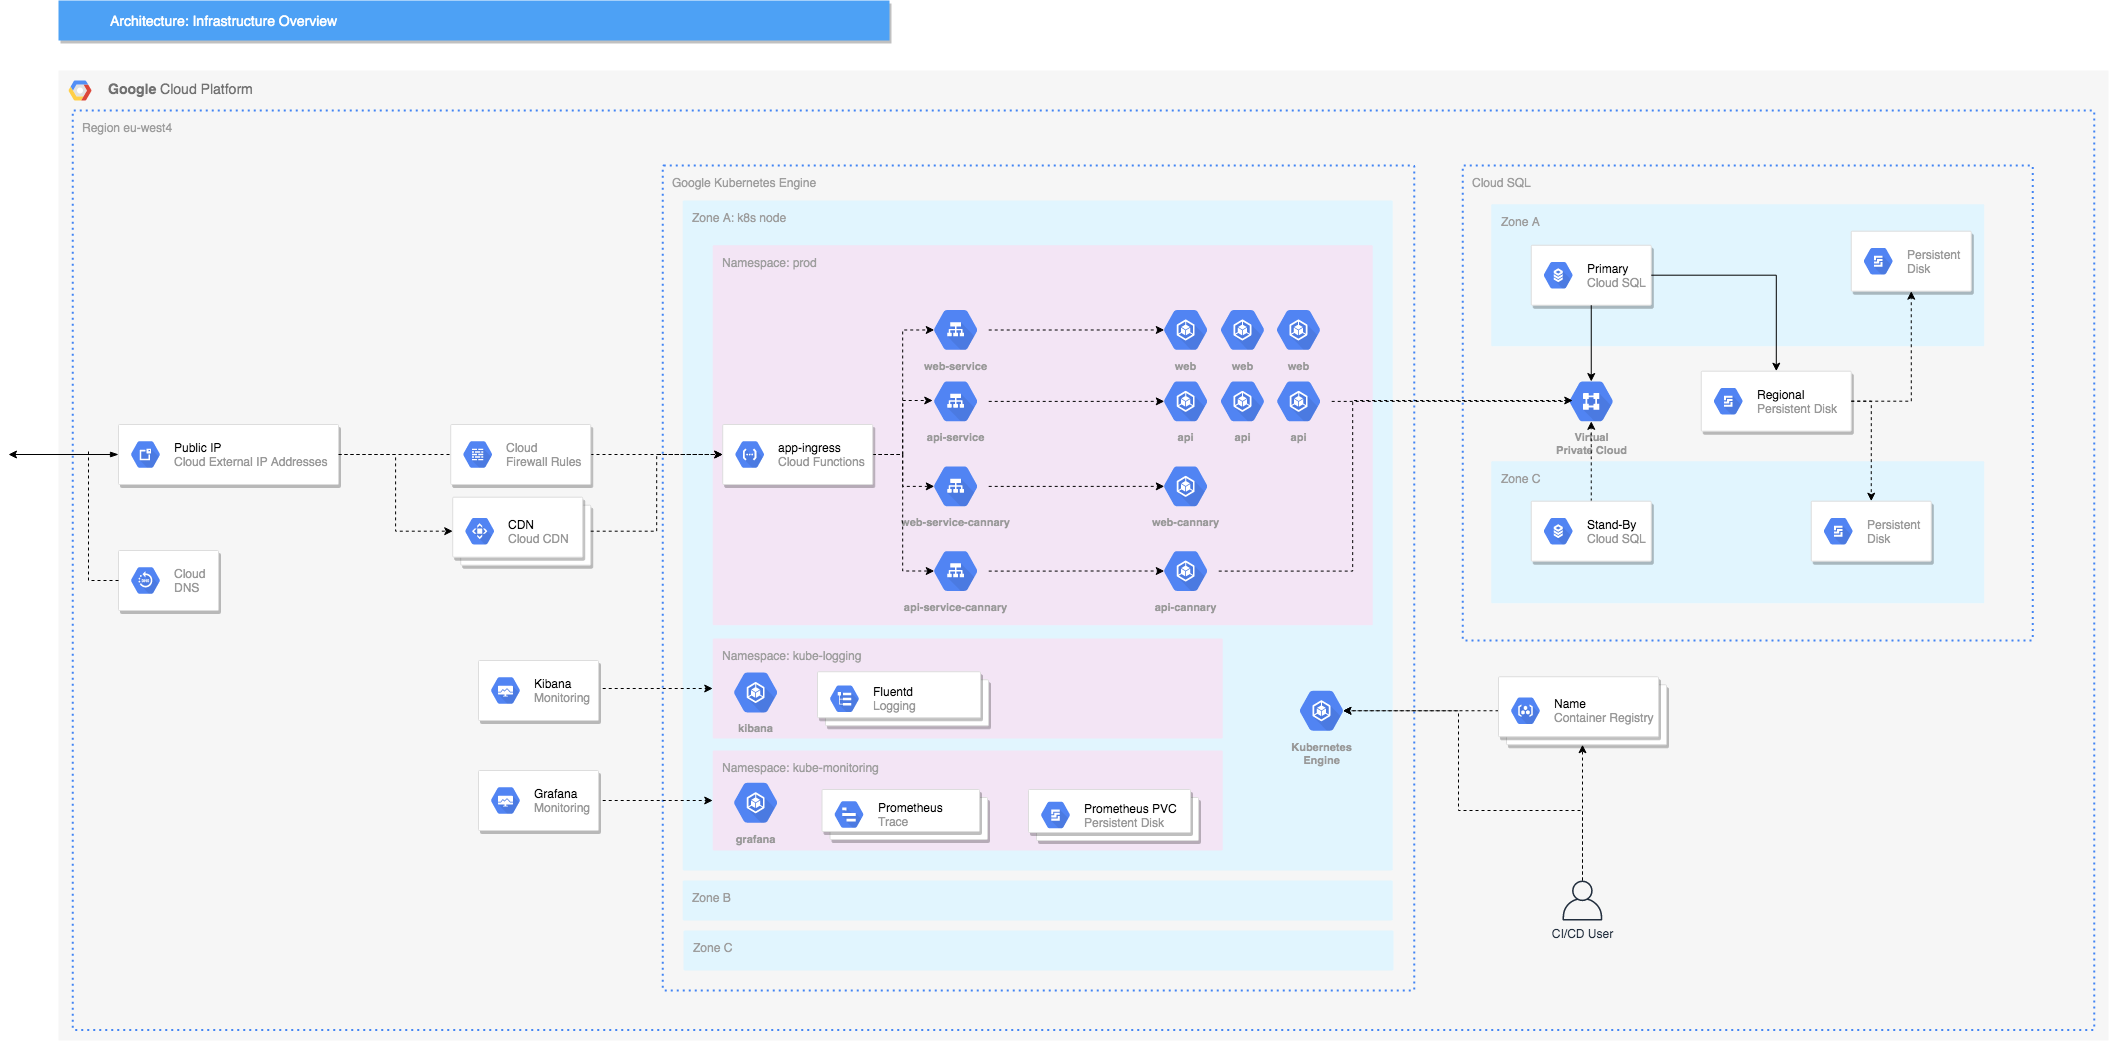 Architecture: Infrastructure Overview
Google Cloud Platform
Region eu-west4
Public IP
Cloud External IP Addresses
Cloud
DNS
Cloud
Firewall Rules
CDN
Cloud CDN
Kibana
Monitoring
Grafana
Monitoring
Google Kubernetes Engine
Zone A: k8s node
Namespace: prod
app-ingress
Cloud Functions
web-service
web
web
web
api-service
api
api
api
web-service-cannary
web-cannary
api-service-cannary
api-cannary
Namespace: kube-logging
kibana
Fluentd
Logging
Namespace: kube-monitoring
grafana
Prometheus
Trace
Prometheus PVC
Persistent Disk
Kubernetes
Engine
Zone B
Zone C
Cloud SQL
Zone A
Primary
Cloud SQL
Persistent
Disk
Regional
Persistent Disk
Virtual
Private Cloud
Zone C
Stand-By
Cloud SQL
Persistent
Disk
Name
Container Registry
CI/CD User